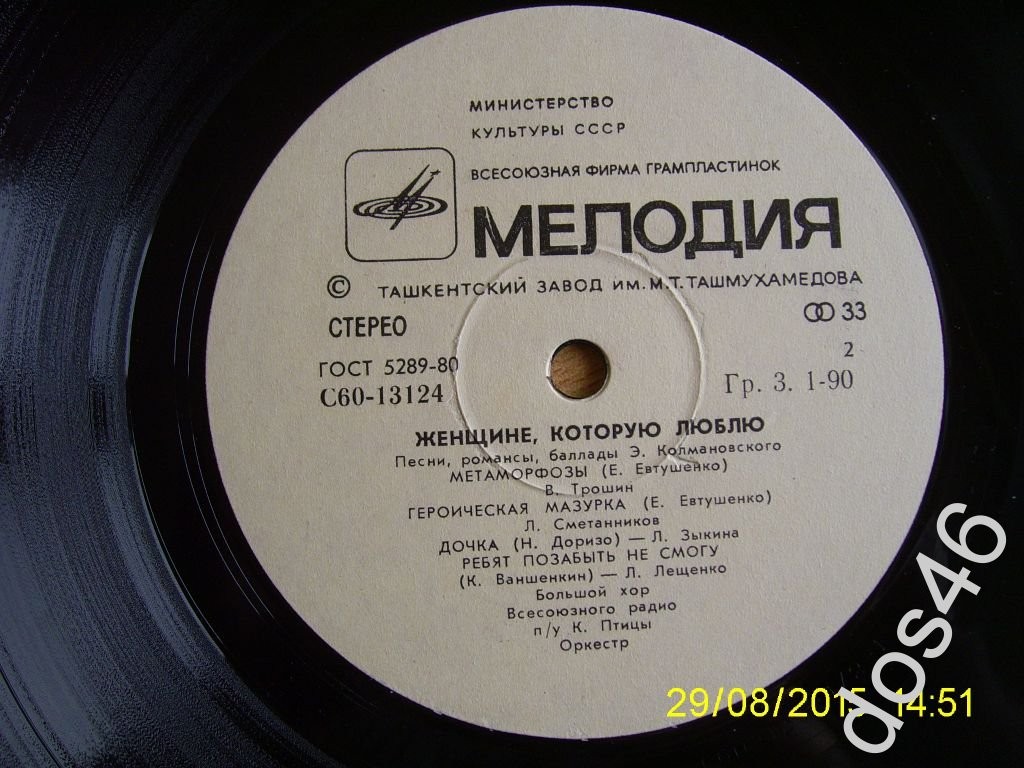 МИНИСТЕРСТВО
КУЛЬТУРЫ СССР
ВСЕСОЮЗНАЯ ФИРМА ГРАМПЛАСТИНОК
МЕЛОДИЯ
© ТАШКЕНТСКИЙ ЗАВОД ИМ. М.Т. ТАШМУХАМЕДОВА
СТЕРЕО
33
ГОСТ 5289-80
2
С60-13124
Гр. 3. 1-90
ЖЕНЩИНЕ, КОТОРУЮ ЛЮБЛЮ
Песни, романсы, баллады Э. Колмановского
МЕТАМОРФОЗЫ (Е. Евтушенко)
В. Трошин
ГЕРОИЧЕСКАЯ МАЗУРКА (Е. Евтушенко)
Л. Сметанников
ДОЧКА (Н. Доризо) — Л. Зыкина
РЕБЯТ ПОЗАБЫТЬ НЕ СМОГУ
(К. Ваншенкин) — Л. Лещенко
Большой хор
Всесоюзного радио
п/у К. Птицы
Оркестр
29/08/2015 14:51
dos46